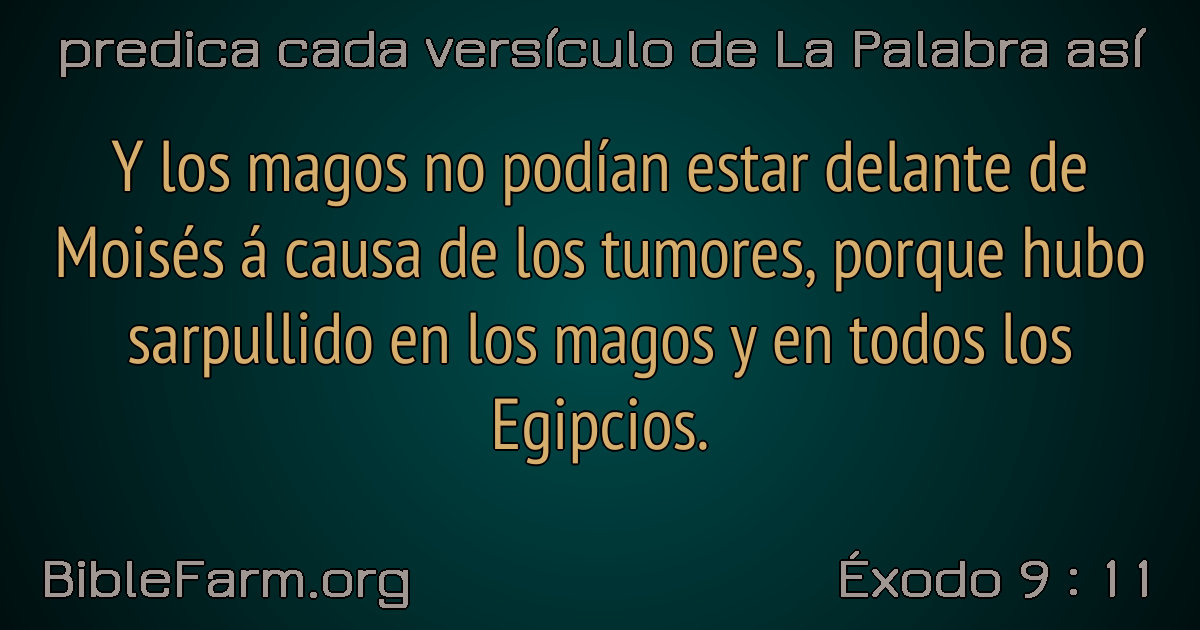 predica cada versículo de La Palabra así
Y los magos no podían estar delante de
Moisés á causa de los tumores, porque hubo
sarpullido en los magos y en todos los
Egipcios.
BibleFarm.org
Éxodo 9 : 11